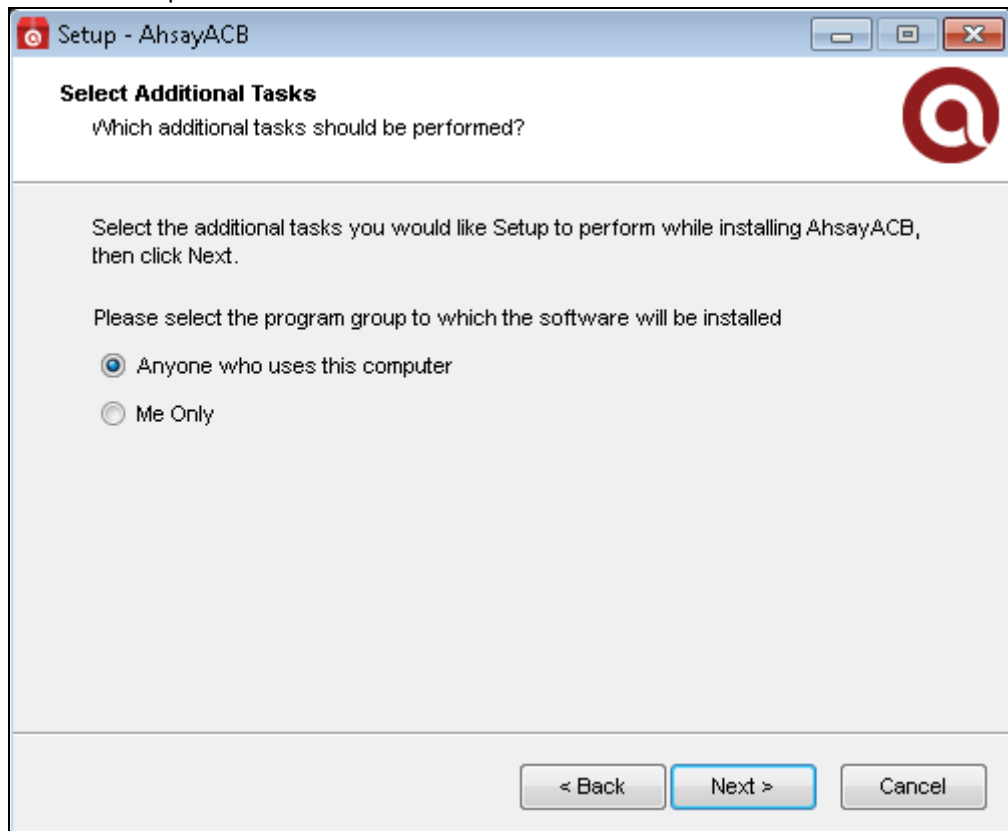 Setup - AhsayACB
Select Additional Tasks
Which additional tasks should be performed?
Select the additional tasks you would like Setup to perform while installing AhsayACB,
then click Next.
Please select the program group to which the software will be installed
Anyone who uses this computer
Me Only
< Back Next > Cancel